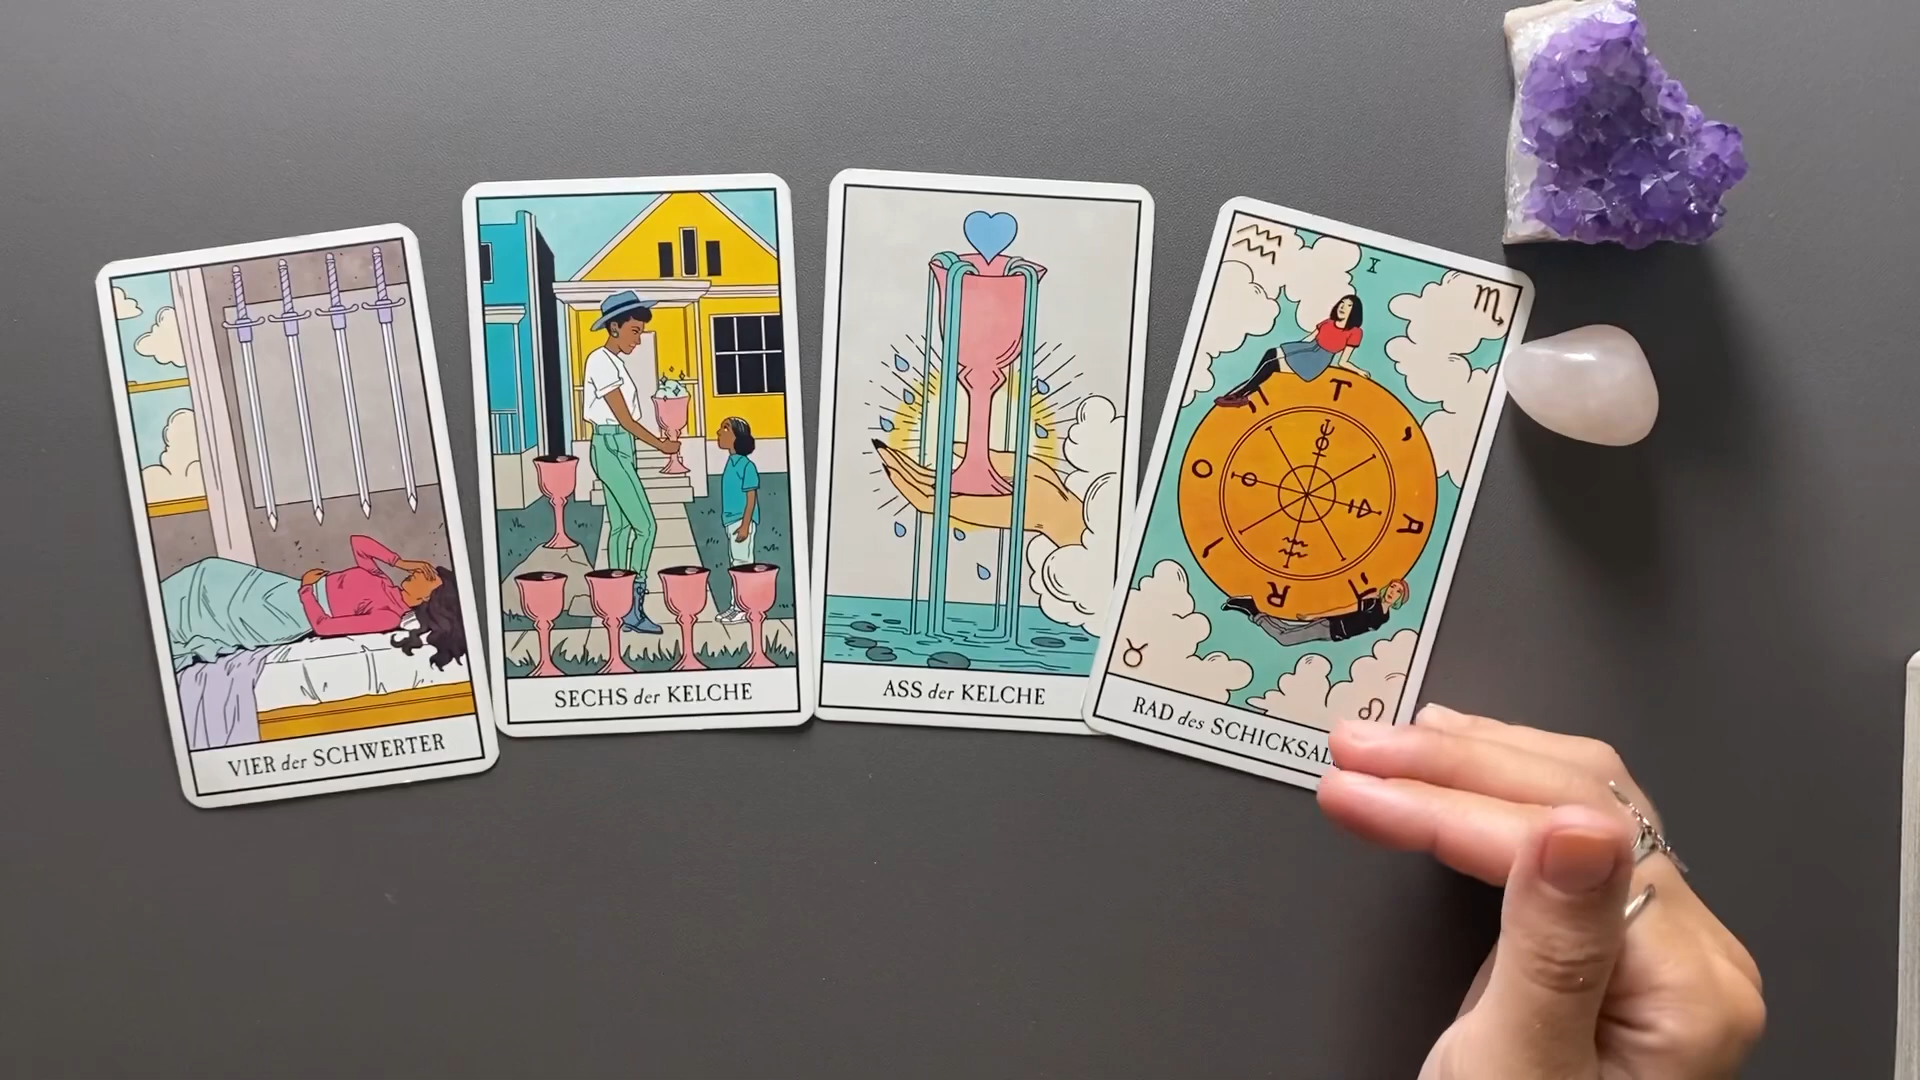 VIER der SCHWERTER
SECHS der KELCHE
ASS der KELCHE
X
RAD des SCHICKSALS